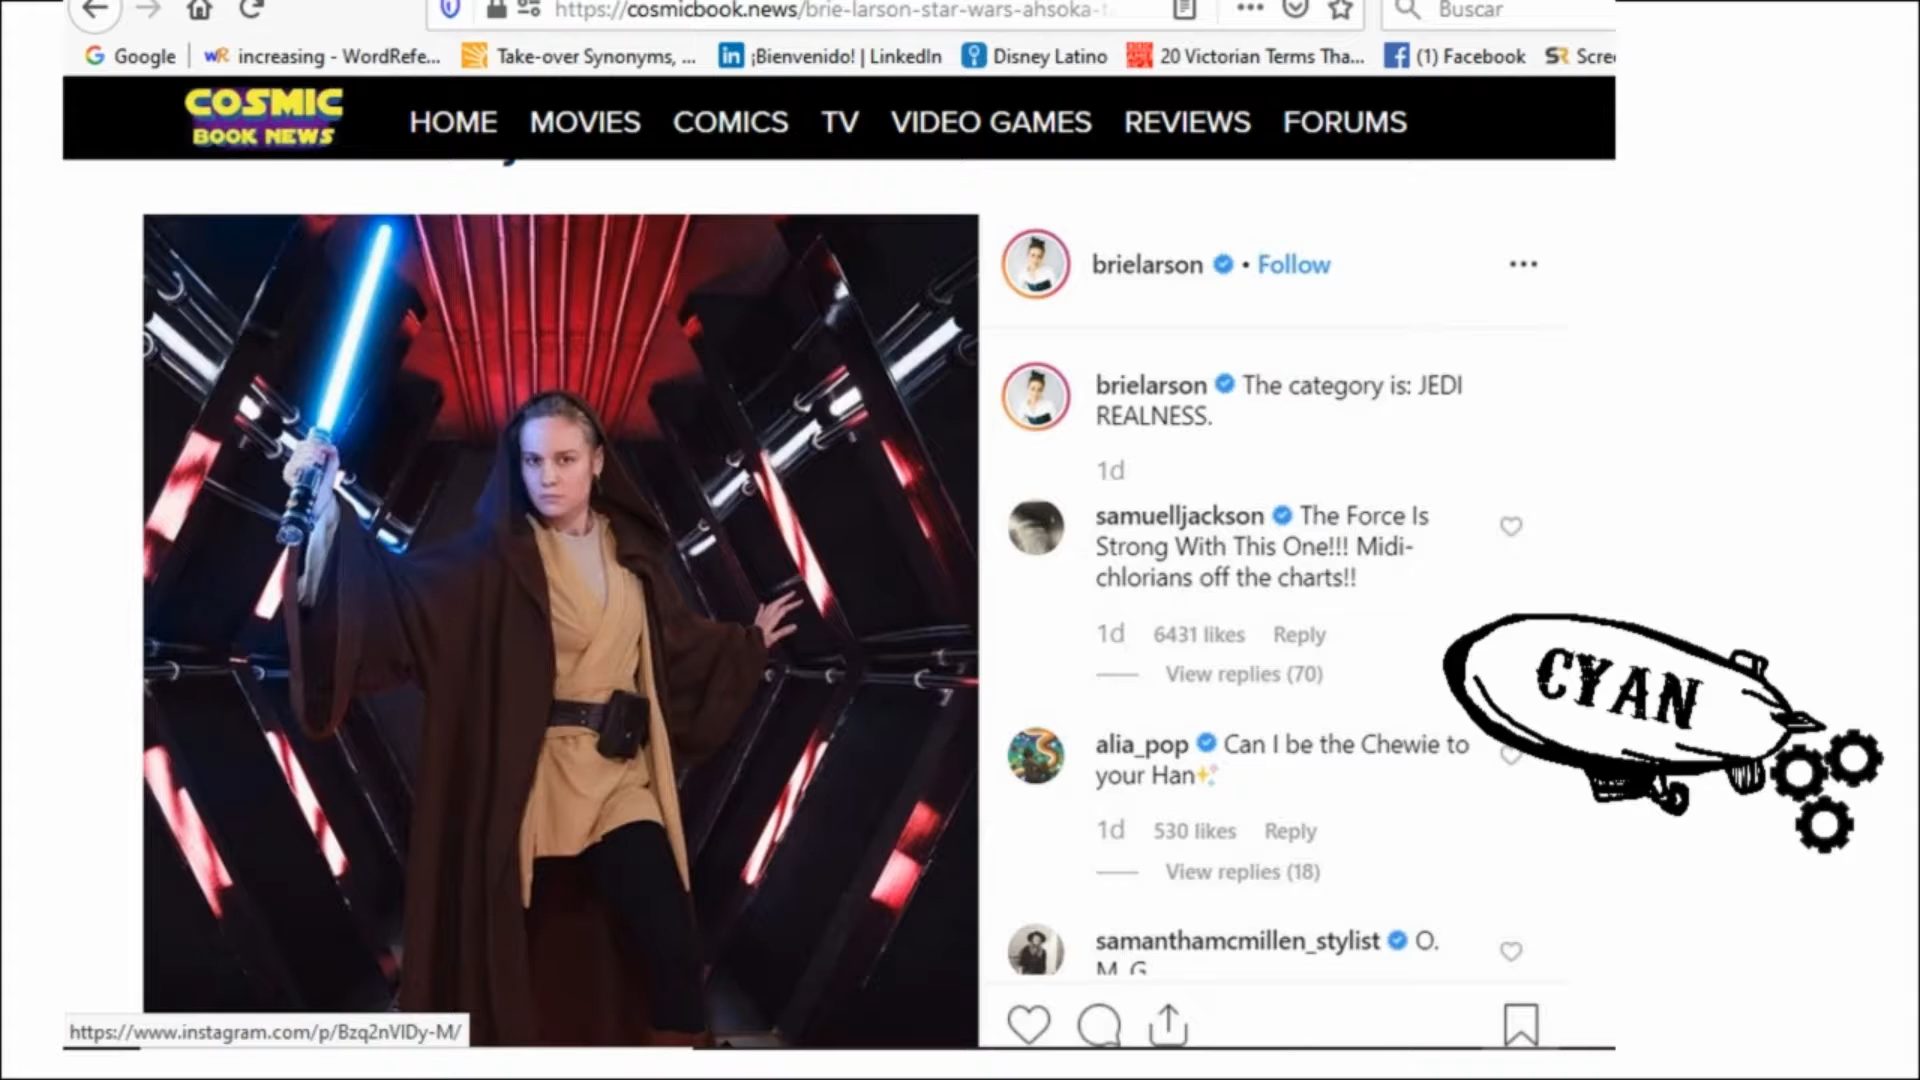 https://cosmicbook.news/brie-larson-star-wars-ahsoka-t
Buscar
Google
increasing - WordRefe...
Take-over Synonyms, ...
¡Bienvenido! | LinkedIn
Disney Latino
20 Victorian Terms Tha...
(1) Facebook
Scre
COSMIC
BOOK NEWS
HOME MOVIES COMICS TV VIDEO GAMES REVIEWS FORUMS
brielarson • Follow
brielarson The category is: JEDI
REALNESS.
1d
samuelljackson The Force Is
Strong With This One!!! Midi-
chlorians off the charts!!
1d 6431 likes Reply
View replies (70)
alia_pop Can I be the Chewie to
your Han
1d 530 likes Reply
View replies (18)
samanthamcmillen_stylist O.
M. G
CYAN
https://www.instagram.com/p/Bzq2nVlDy-M/